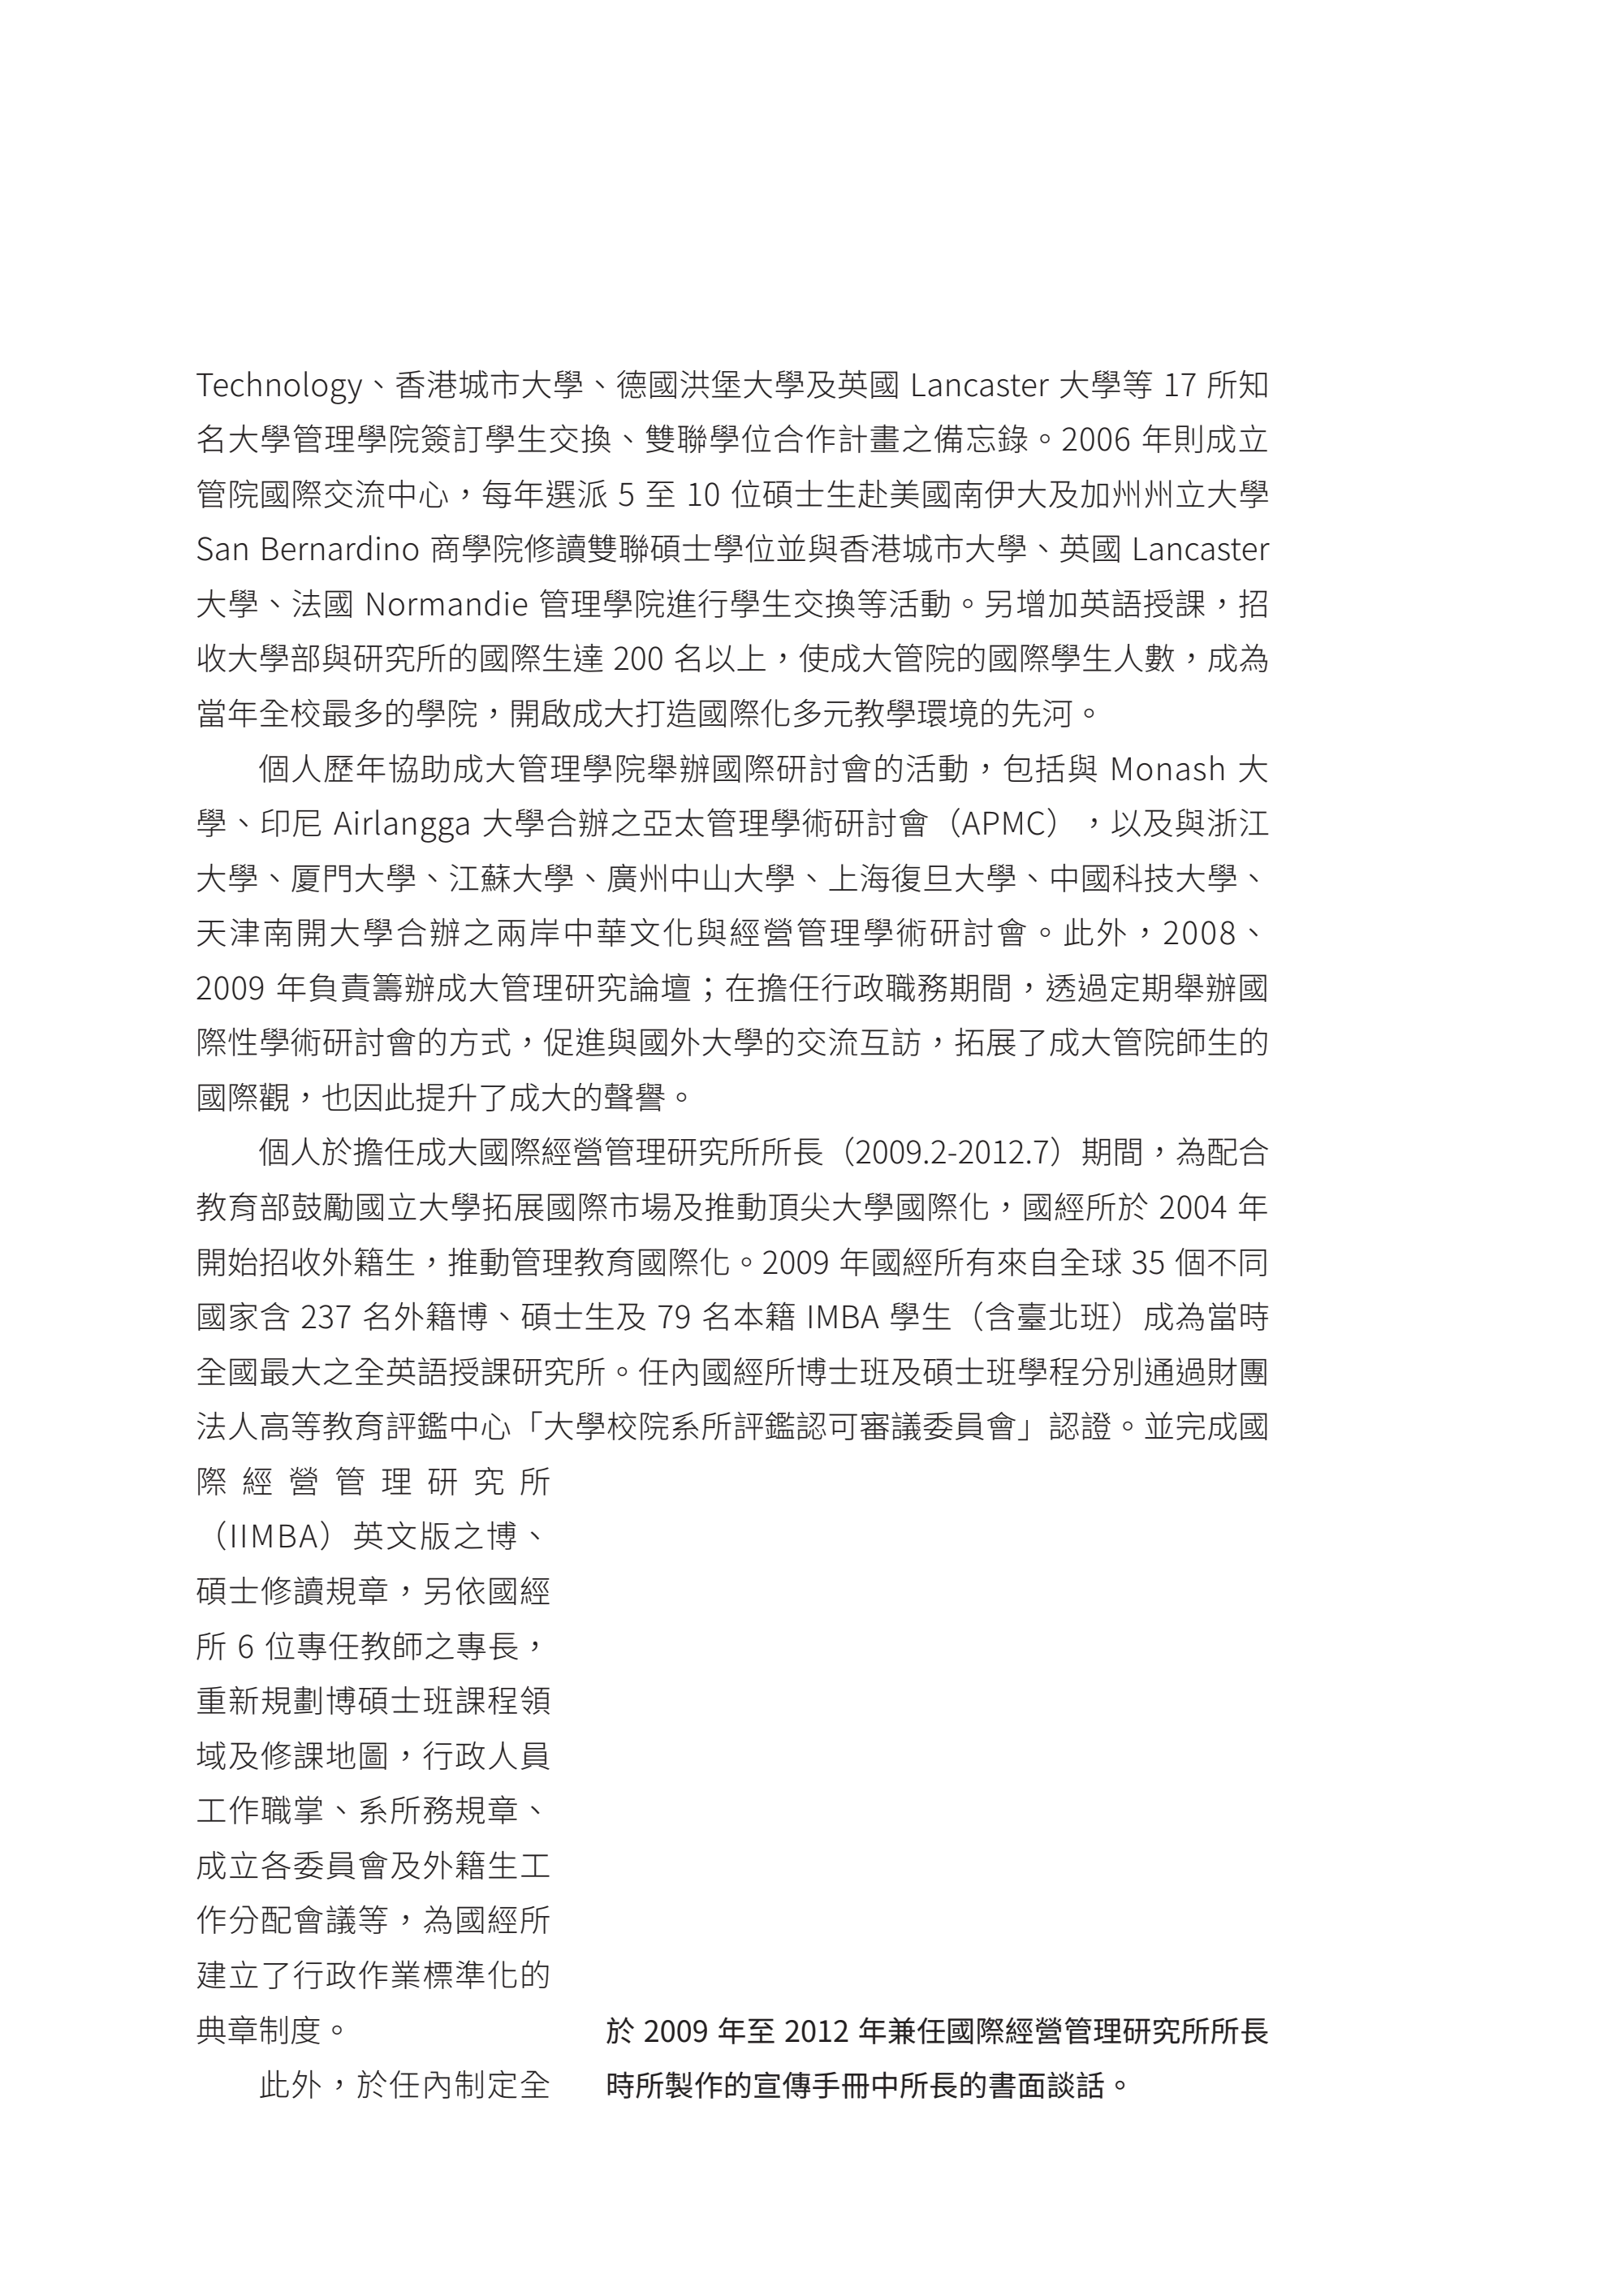 Technology、香港城市大學、德國洪堡大學及英國 Lancaster 大學等 17 所知
名大學管理學院簽訂學生交換、雙聯學位合作計畫之備忘錄。2006 年則成立
管院國際交流中心，每年選派 5 至 10 位碩士生赴美國南伊大及加州州立大學
San Bernardino 商學院修讀雙聯碩士學位並與香港城市大學、英國 Lancaster
大學、法國 Normandie 管理學院進行學生交換等活動。另增加英語授課，招
收大學部與研究所的國際生達 200 名以上，使成大管院的國際學生人數，成為
當年全校最多的學院，開啟成大打造國際化多元教學環境的先河。
個人歷年協助成大管理學院舉辦國際研討會的活動，包括與 Monash 大
學、印尼 Airlangga 大學合辦之亞太管理學術研討會（APMC），以及與浙江
大學、厦門大學、江蘇大學、廣州中山大學、上海復旦大學、中國科技大學、
天津南開大學合辦之兩岸中華文化與經營管理學術研討會。此外，2008、
2009 年負責籌辦成大管理研究論壇；在擔任行政職務期間，透過定期舉辦國
際性學術研討會的方式，促進與國外大學的交流互訪，拓展了成大管院師生的
國際觀，也因此提升了成大的聲譽。
個人於擔任成大國際經營管理研究所所長（2009.2-2012.7）期間，為配合
教育部鼓勵國立大學拓展國際市場及推動頂尖大學國際化，國經所於 2004 年
開始招收外籍生，推動管理教育國際化。2009 年國經所有來自全球 35 個不同
國家含 237 名外籍博、碩士生及 79 名本籍 IMBA 學生（含臺北班）成為當時
全國最大之全英語授課研究所。任內國經所博士班及碩士班學程分別通過財團
法人高等教育評鑑中心「大學校院系所評鑑認可審議委員會」認證。並完成國
際經營管理研究所
（IIMBA）英文版之博、
碩士修讀規章，另依國經
所 6 位專任教師之專長，
重新規劃博碩士班課程領
域及修課地圖，行政人員
工作職掌、系所務規章、
成立各委員會及外籍生工
作分配會議等，為國經所
建立了行政作業標準化的
典章制度。
此外，於任內制定全
於 2009 年至 2012 年兼任國際經營管理研究所所長
時所製作的宣傳手冊中所長的書面談話。